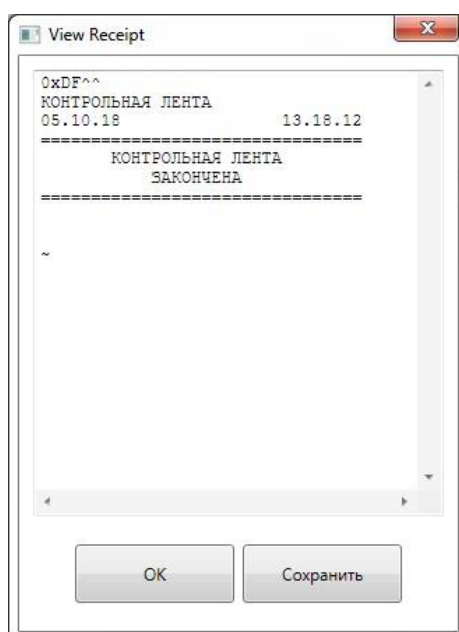 View Receipt
0xDF^^
КОНТРОЛЬНАЯ ЛЕНТА
05.10.18 13.18.12
================================
КОНТРОЛЬНАЯ ЛЕНТА
ЗАКОНЧЕНА
================================
~
OK
Сохранить